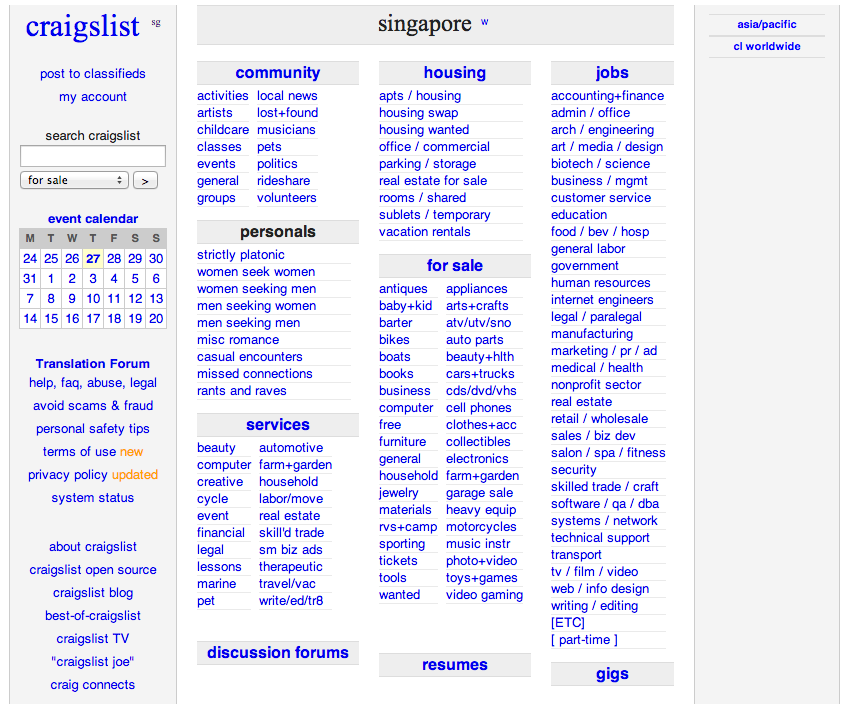 craigslist sg
post to classifieds
my account
search craigslist
for sale >
event calendar
M T W T F S S
24 25 26 27 28 29 30
31 1 2 3 4 5 6
7 8 9 10 11 12 13
14 15 16 17 18 19 20
Translation Forum
help, faq, abuse, legal
avoid scams & fraud
personal safety tips
terms of use new
privacy policy updated
system status
about craigslist
craigslist open source
craigslist blog
best-of-craigslist
craigslist TV
"craigslist joe"
craig connects
singapore w
community
activities local news
artists lost+found
childcare musicians
classes pets
events politics
general rideshare
groups volunteers
personals
strictly platonic
women seek women
women seeking men
men seeking women
men seeking men
misc romance
casual encounters
missed connections
rants and raves
services
beauty automotive
computer farm+garden
creative household
cycle labor/move
event real estate
financial skill'd trade
legal sm biz ads
lessons therapeutic
marine travel/vac
pet write/ed/tr8
discussion forums
housing
apts / housing
housing swap
housing wanted
office / commercial
parking / storage
real estate for sale
rooms / shared
sublets / temporary
vacation rentals
for sale
antiques appliances
baby+kid arts+crafts
barter atv/utv/sno
bikes auto parts
boats beauty+hlth
books cars+trucks
business cds/dvd/vhs
computer cell phones
free clothes+acc
furniture collectibles
general electronics
household farm+garden
jewelry garage sale
materials heavy equip
rvs+camp motorcycles
sporting music instr
tickets photo+video
tools toys+games
wanted video gaming
resumes
jobs
accounting+finance
admin / office
arch / engineering
art / media / design
biotech / science
business / mgmt
customer service
education
food / bev / hosp
general labor
government
human resources
internet engineers
legal / paralegal
manufacturing
marketing / pr / ad
medical / health
nonprofit sector
real estate
retail / wholesale
sales / biz dev
salon / spa / fitness
security
skilled trade / craft
software / qa / dba
systems / network
technical support
transport
tv / film / video
web / info design
writing / editing
[ETC]
[ part-time ]
gigs
asia/pacific
cl worldwide